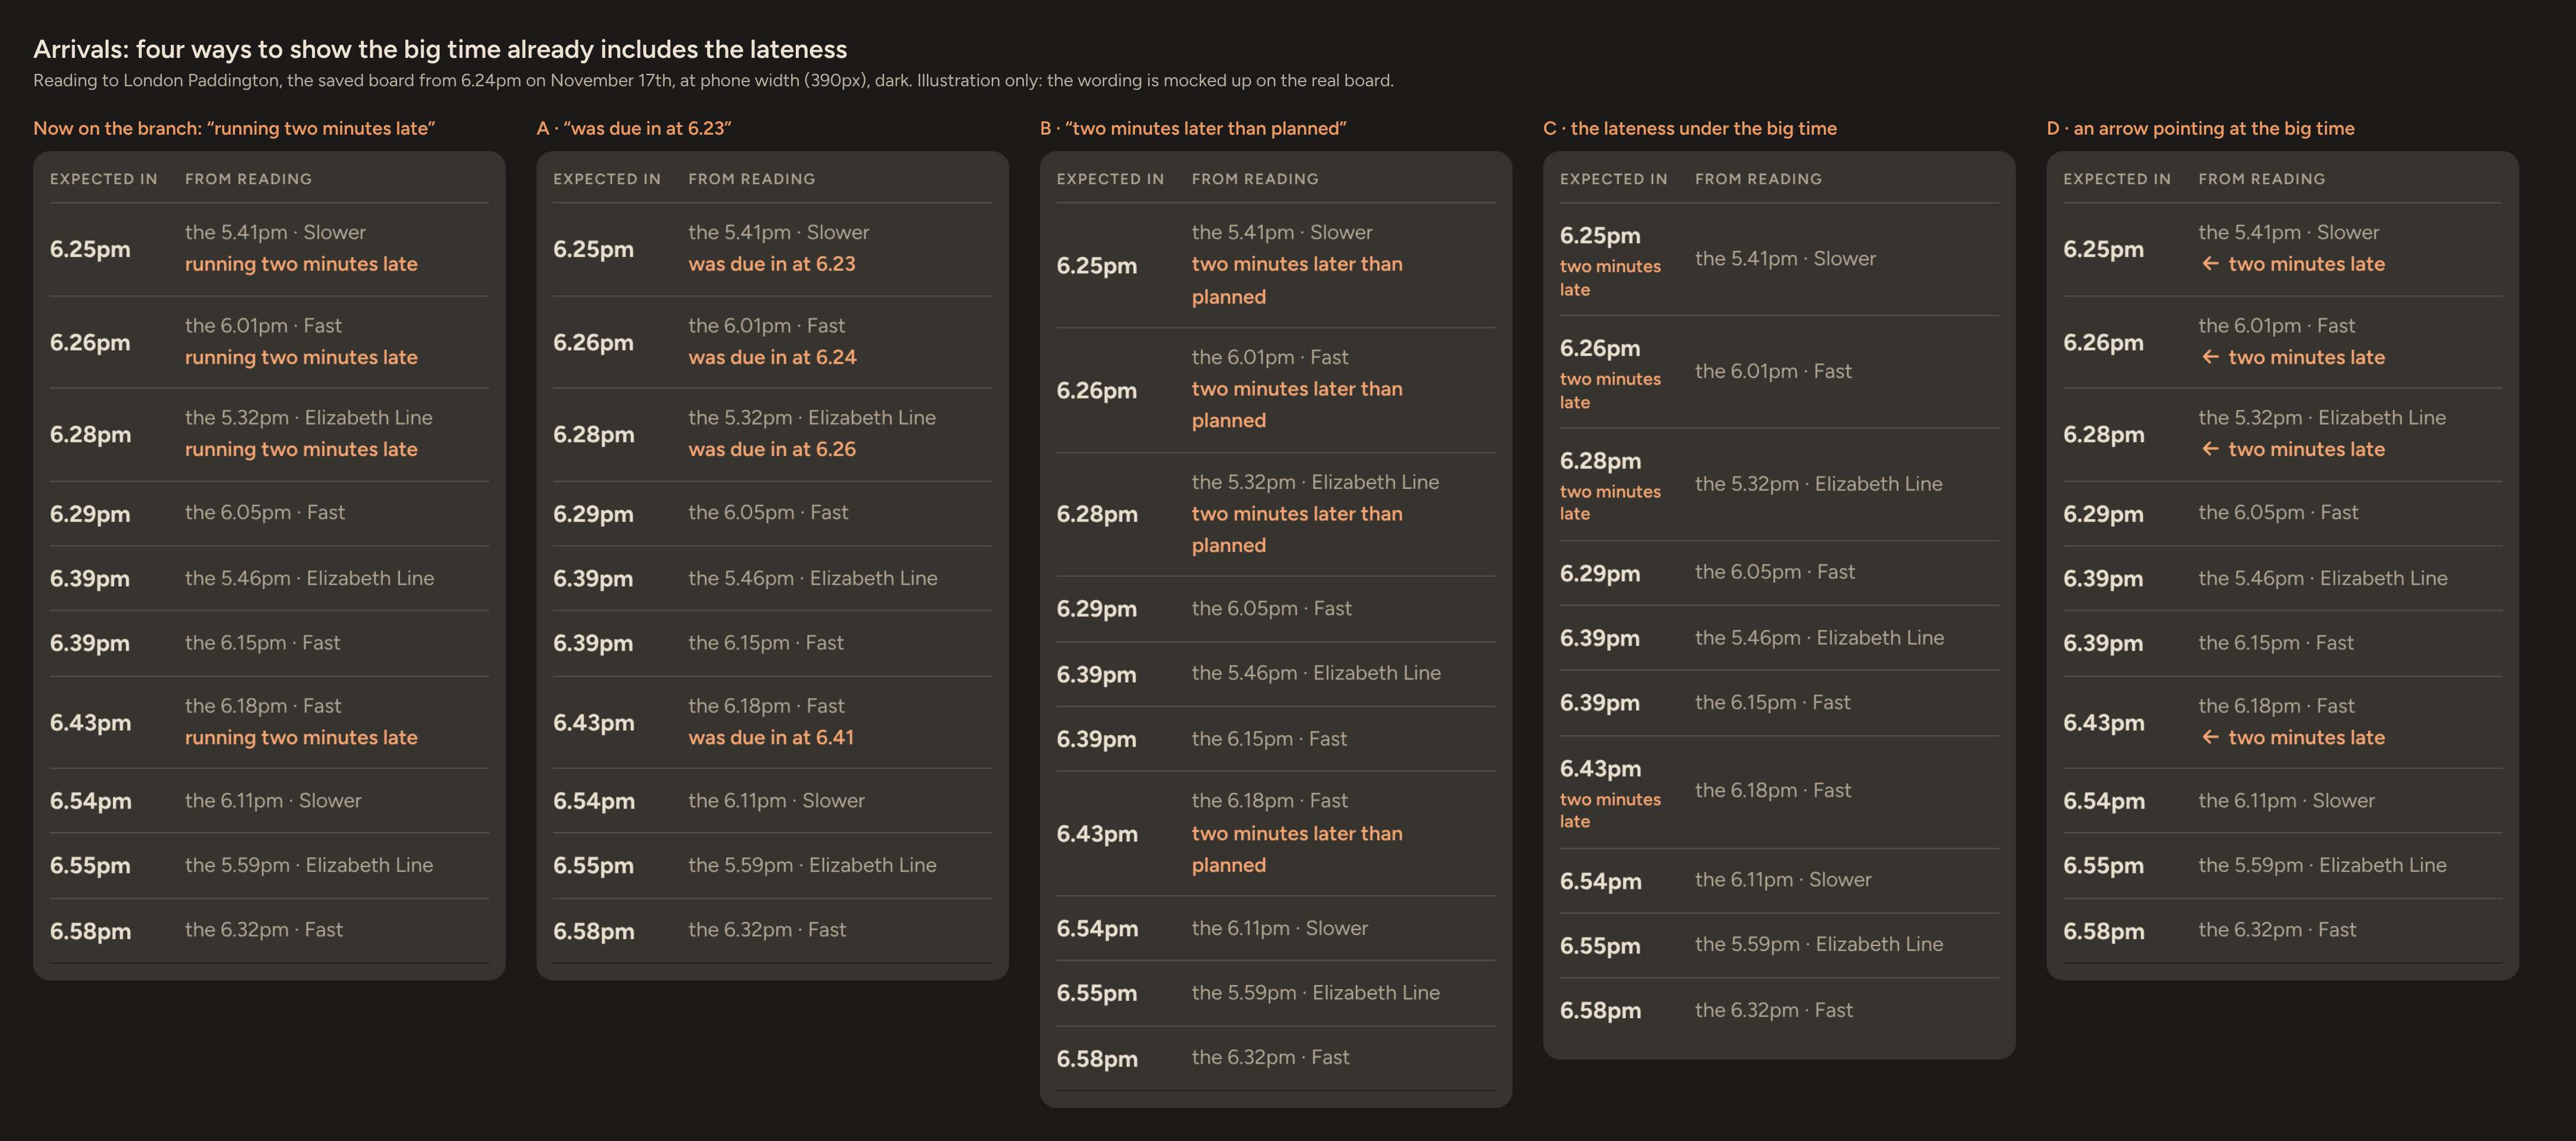 Arrivals: four ways to show the big time already includes the lateness
Reading to London Paddington, the saved board from 6.24pm on November 17th, at phone width (390px), dark. Illustration only: the wording is mocked up on the real board.
Now on the branch: “running two minutes late”
EXPECTED IN FROM READING
6.25pm the 5.41pm · Slower
running two minutes late
6.26pm the 6.01pm · Fast
running two minutes late
6.28pm the 5.32pm · Elizabeth Line
running two minutes late
6.29pm the 6.05pm · Fast
6.39pm the 5.46pm · Elizabeth Line
6.39pm the 6.15pm · Fast
6.43pm the 6.18pm · Fast
running two minutes late
6.54pm the 6.11pm · Slower
6.55pm the 5.59pm · Elizabeth Line
6.58pm the 6.32pm · Fast
A · “was due in at 6.23”
EXPECTED IN FROM READING
6.25pm the 5.41pm · Slower
was due in at 6.23
6.26pm the 6.01pm · Fast
was due in at 6.24
6.28pm the 5.32pm · Elizabeth Line
was due in at 6.26
6.29pm the 6.05pm · Fast
6.39pm the 5.46pm · Elizabeth Line
6.39pm the 6.15pm · Fast
6.43pm the 6.18pm · Fast
was due in at 6.41
6.54pm the 6.11pm · Slower
6.55pm the 5.59pm · Elizabeth Line
6.58pm the 6.32pm · Fast
B · “two minutes later than planned”
EXPECTED IN FROM READING
6.25pm the 5.41pm · Slower
two minutes later than
planned
6.26pm the 6.01pm · Fast
two minutes later than
planned
6.28pm the 5.32pm · Elizabeth Line
two minutes later than
planned
6.29pm the 6.05pm · Fast
6.39pm the 5.46pm · Elizabeth Line
6.39pm the 6.15pm · Fast
6.43pm the 6.18pm · Fast
two minutes later than
planned
6.54pm the 6.11pm · Slower
6.55pm the 5.59pm · Elizabeth Line
6.58pm the 6.32pm · Fast
C · the lateness under the big time
EXPECTED IN FROM READING
6.25pm the 5.41pm · Slower
two minutes
late
6.26pm the 6.01pm · Fast
two minutes
late
6.28pm the 5.32pm · Elizabeth Line
two minutes
late
6.29pm the 6.05pm · Fast
6.39pm the 5.46pm · Elizabeth Line
6.39pm the 6.15pm · Fast
6.43pm the 6.18pm · Fast
two minutes
late
6.54pm the 6.11pm · Slower
6.55pm the 5.59pm · Elizabeth Line
6.58pm the 6.32pm · Fast
D · an arrow pointing at the big time
EXPECTED IN FROM READING
6.25pm the 5.41pm · Slower
← two minutes late
6.26pm the 6.01pm · Fast
← two minutes late
6.28pm the 5.32pm · Elizabeth Line
← two minutes late
6.29pm the 6.05pm · Fast
6.39pm the 5.46pm · Elizabeth Line
6.39pm the 6.15pm · Fast
6.43pm the 6.18pm · Fast
← two minutes late
6.54pm the 6.11pm · Slower
6.55pm the 5.59pm · Elizabeth Line
6.58pm the 6.32pm · Fast